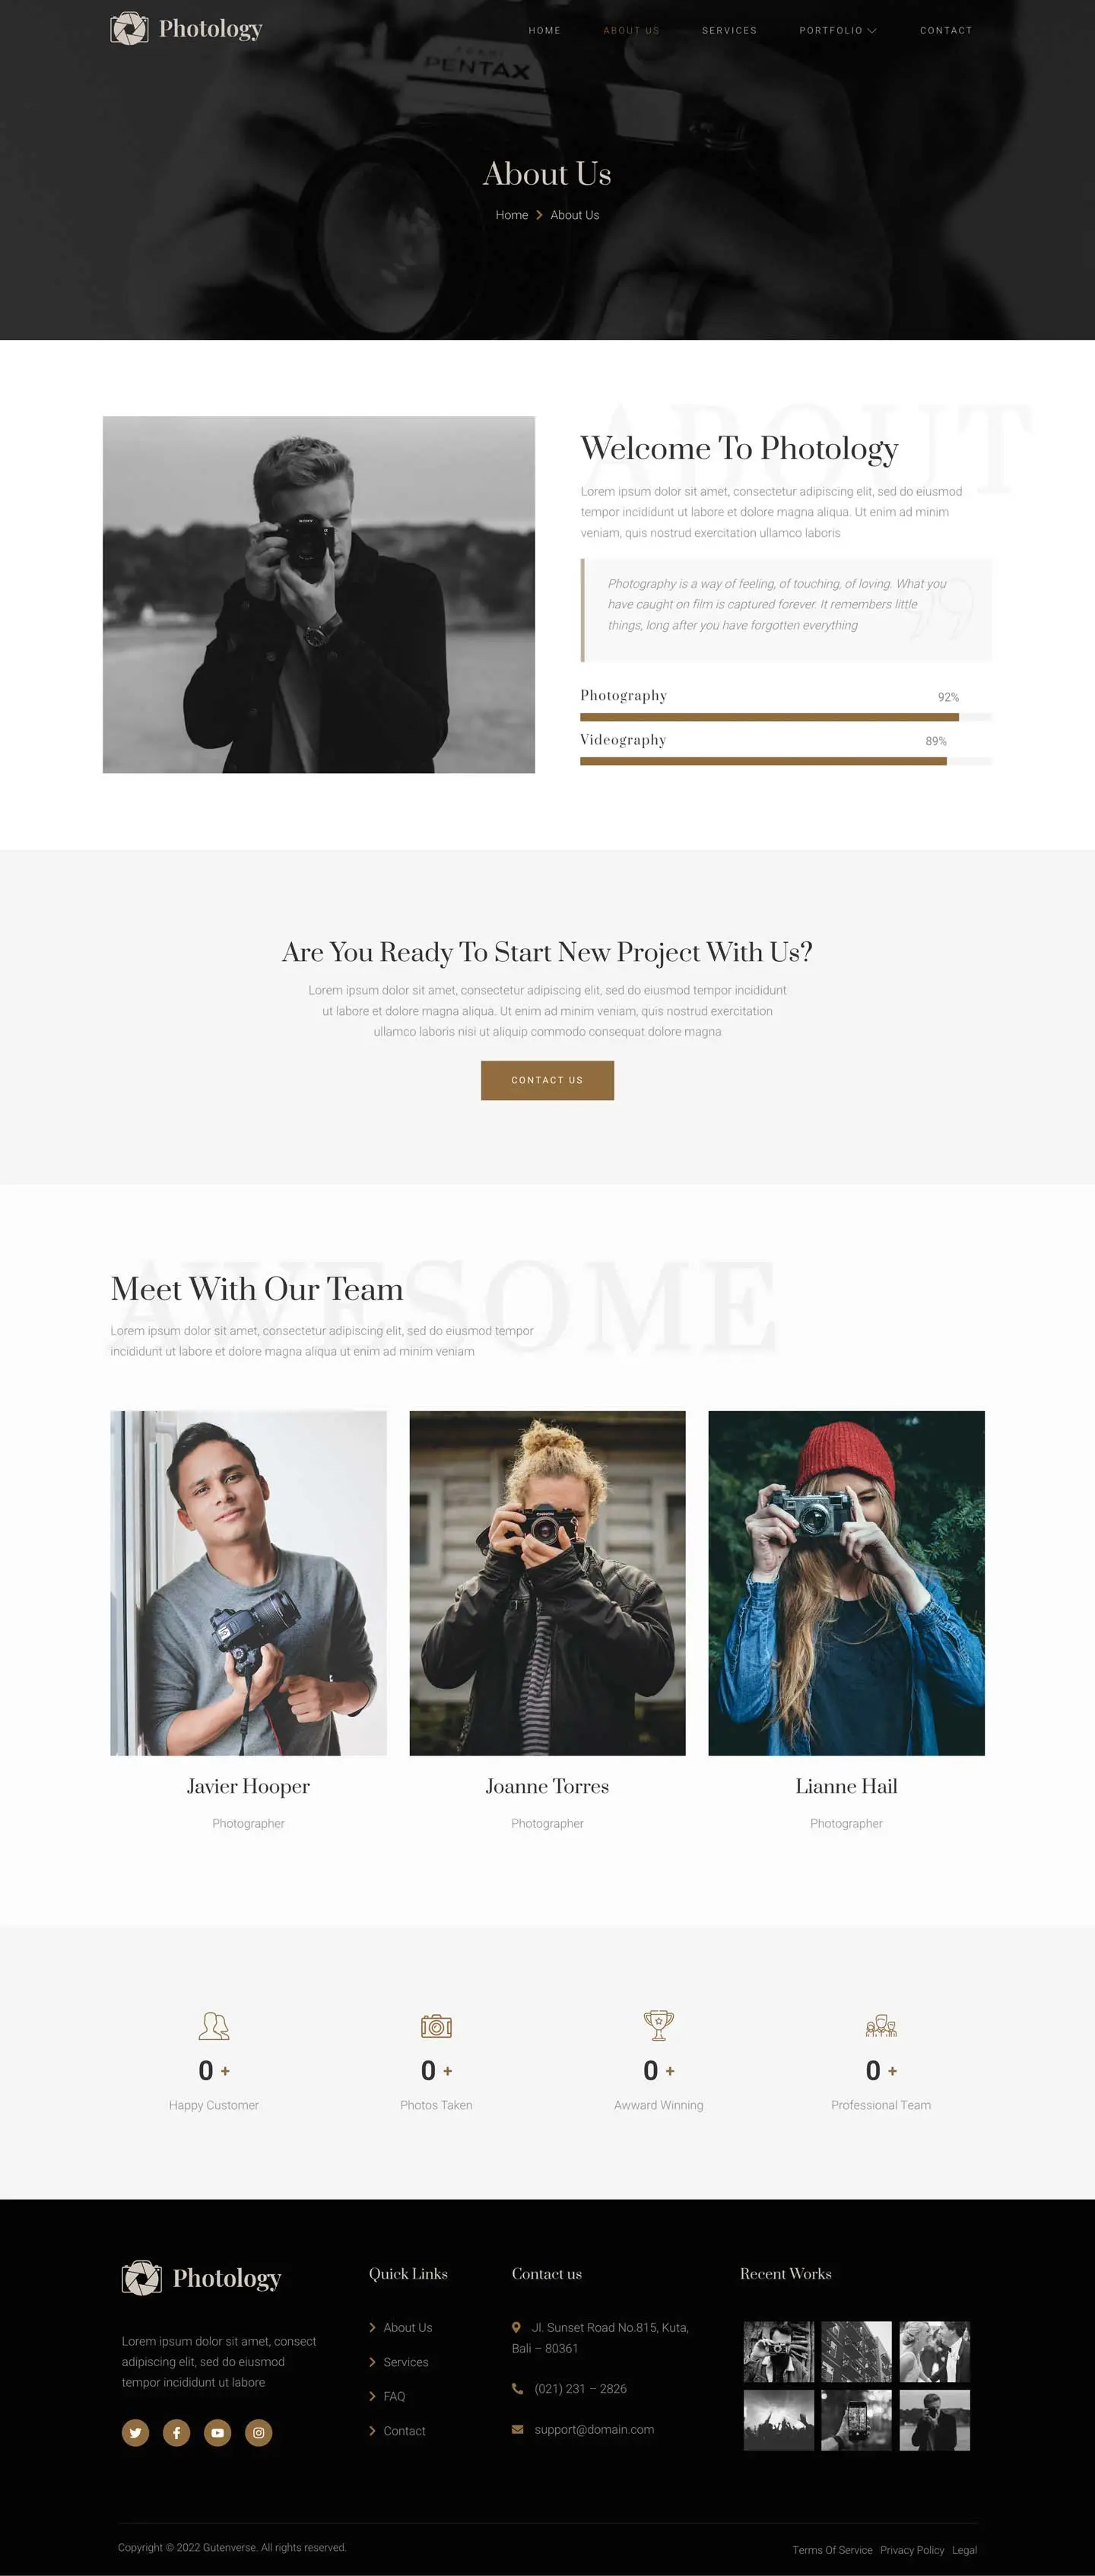 Photology
HOME ABOUT US SERVICES PORTFOLIO CONTACT
PENTAX
About Us
Home About Us
ABOUT
Welcome To Photology
Lorem ipsum dolor sit amet, consectetur adipiscing elit, sed do eiusmod
tempor incididunt ut labore et dolore magna aliqua. Ut enim ad minim
veniam, quis nostrud exercitation ullamco laboris
Photography is a way of feeling, of touching, of loving. What you
have caught on film is captured forever. It remembers little
things, long after you have forgotten everything
Photography 92%
Videography 89%
SONY
Are You Ready To Start New Project With Us?
Lorem ipsum dolor sit amet, consectetur adipiscing elit, sed do eiusmod tempor incididunt
ut labore et dolore magna aliqua. Ut enim ad minim veniam, quis nostrud exercitation
ullamco laboris nisi ut aliquip commodo consequat dolore magna
CONTACT US
AWESOME
Meet With Our Team
Lorem ipsum dolor sit amet, consectetur adipiscing elit, sed do eiusmod tempor
incididunt ut labore et dolore magna aliqua ut enim ad minim veniam
Javier Hooper
Photographer
Joanne Torres
Photographer
Lianne Hail
Photographer
0 +
Happy Customer
0 +
Photos Taken
0 +
Awward Winning
0 +
Professional Team
Photology
Lorem ipsum dolor sit amet, consect
adipiscing elit, sed do eiusmod
tempor incididunt ut labore
Quick Links
About Us
Services
FAQ
Contact
Contact us
Jl. Sunset Road No.815, Kuta,
Bali – 80361
(021) 231 – 2826
support@domain.com
Recent Works
Copyright © 2022 Gutenverse. All rights reserved.
Terms Of Service Privacy Policy Legal